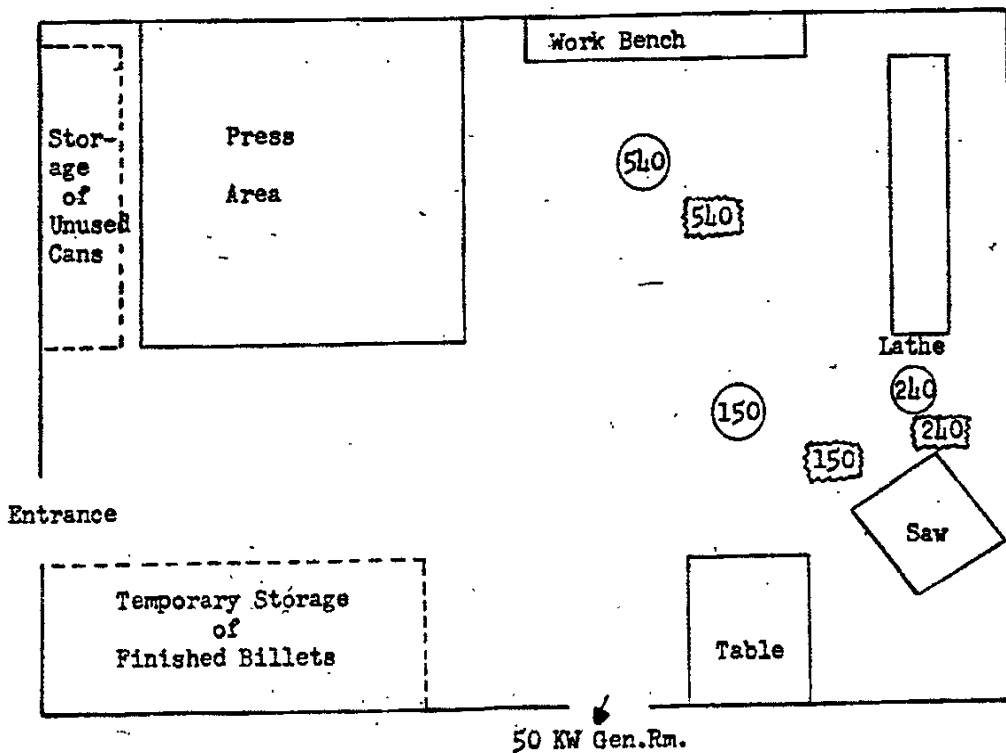 Work Bench
Stor-
age
of
Unused
Cans
Press
Area
540
540
Lathe
240
240
150
150
Entrance
Saw
Temporary Storage
of
Finished Billets
Table
50 KW Gen.Rm.